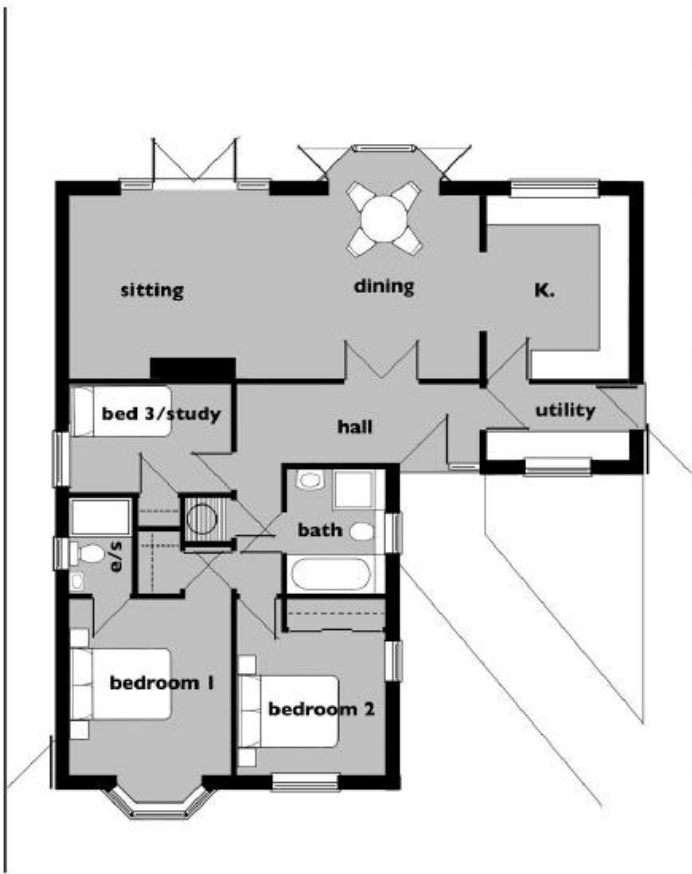 sitting
dining
K.
bed 3/study
hall
utility
bath
e/s
bedroom 1
bedroom 2